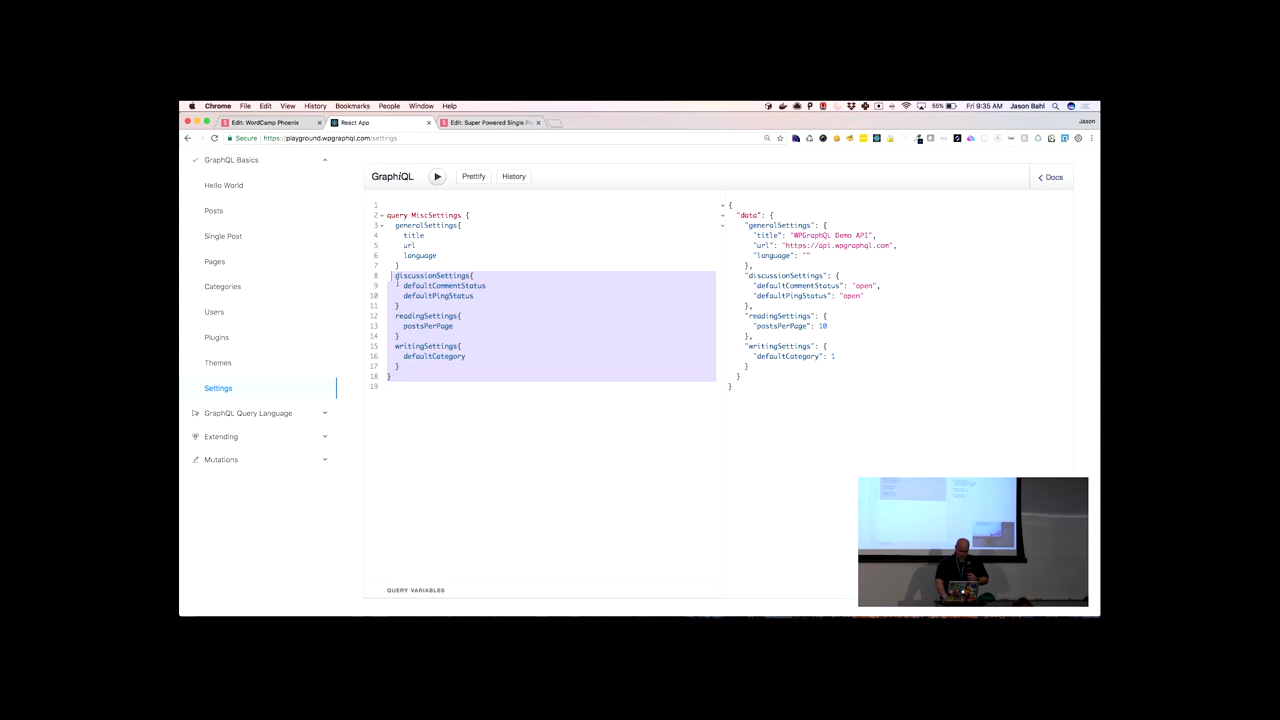 Chrome File Edit View History Bookmarks People Window Help
55% Fri 9:35 AM Jason Bahl
Edit: WordCamp Phoenix
React App
Edit: Super Powered Single P
Jason
Secure https://playground.wpgraphql.com/settings
GraphQL Basics
Hello World
Posts
Single Post
Pages
Categories
Users
Plugins
Themes
Settings
GraphQL Query Language
Extending
Mutations
GraphiQL Prettify History Docs
1
2 query MiscSettings {
3 generalSettings{
4 title
5 url
6 language
7 }
8 discussionSettings{
9 defaultCommentStatus
10 defaultPingStatus
11 }
12 readingSettings{
13 postsPerPage
14 }
15 writingSettings{
16 defaultCategory
17 }
18 }
19
{
"data": {
"generalSettings": {
"title": "WPGraphQL Demo API",
"url": "https://api.wpgraphql.com",
"language": ""
},
"discussionSettings": {
"defaultCommentStatus": "open",
"defaultPingStatus": "open"
},
"readingSettings": {
"postsPerPage": 10
},
"writingSettings": {
"defaultCategory": 1
}
}
}
QUERY VARIABLES